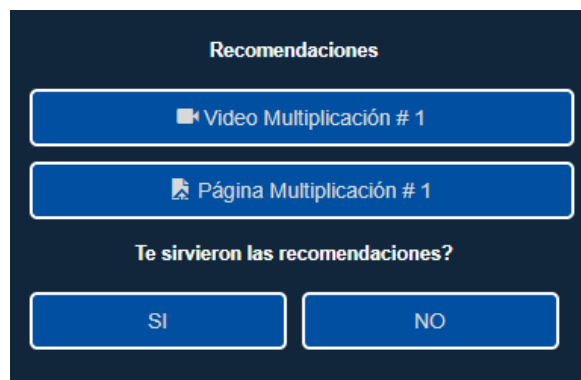 Recomendaciones
Video Multiplicación # 1
Página Multiplicación # 1
Te sirvieron las recomendaciones?
SI NO